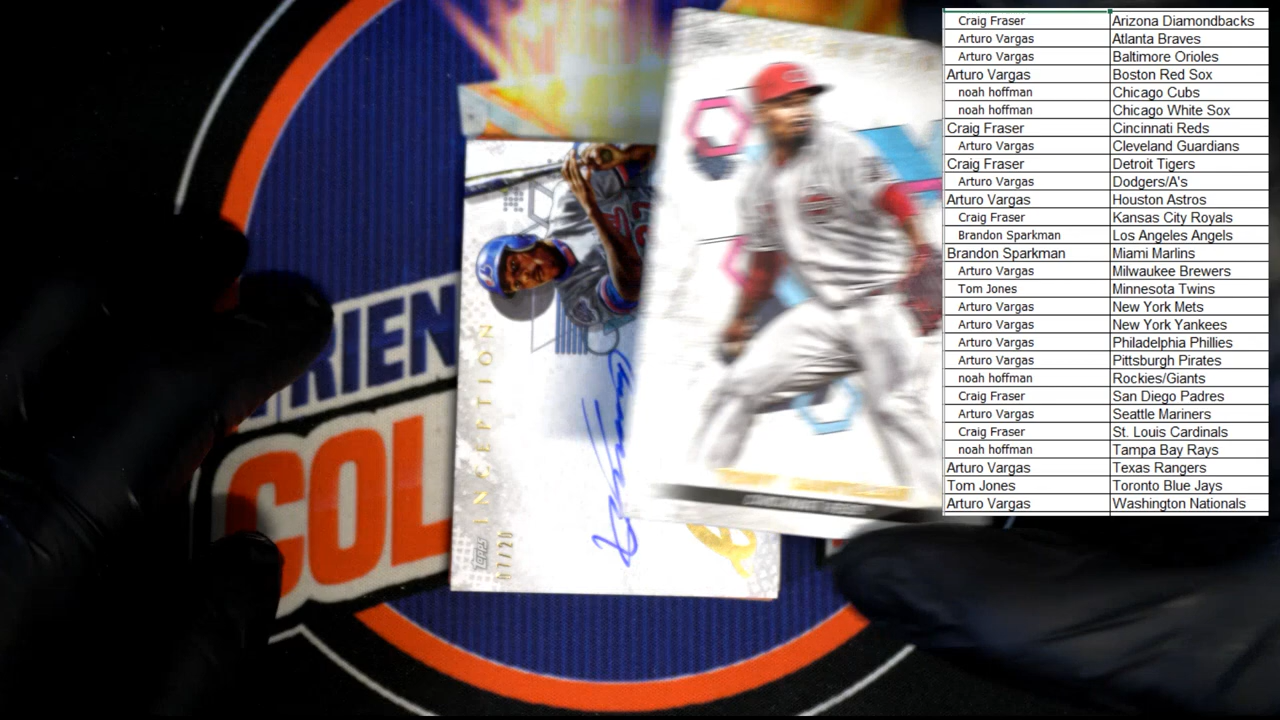 Craig Fraser Arizona Diamondbacks
Arturo Vargas Atlanta Braves
Arturo Vargas Baltimore Orioles
Arturo Vargas Boston Red Sox
noah hoffman Chicago Cubs
noah hoffman Chicago White Sox
Craig Fraser Cincinnati Reds
Arturo Vargas Cleveland Guardians
Craig Fraser Detroit Tigers
Arturo Vargas Dodgers/A's
Arturo Vargas Houston Astros
Craig Fraser Kansas City Royals
Brandon Sparkman Los Angeles Angels
Brandon Sparkman Miami Marlins
Arturo Vargas Milwaukee Brewers
Tom Jones Minnesota Twins
Arturo Vargas New York Mets
Arturo Vargas New York Yankees
Arturo Vargas Philadelphia Phillies
Arturo Vargas Pittsburgh Pirates
noah hoffman Rockies/Giants
Craig Fraser San Diego Padres
Arturo Vargas Seattle Mariners
Craig Fraser St. Louis Cardinals
noah hoffman Tampa Bay Rays
Arturo Vargas Texas Rangers
Tom Jones Toronto Blue Jays
Arturo Vargas Washington Nationals
RIEN
COL
INCEPTION
TOPPS
07/20